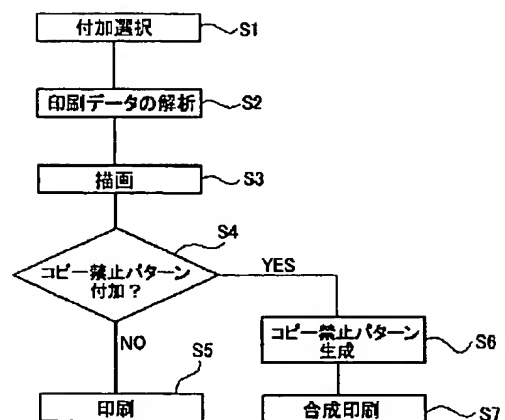 付加選択
S1
印刷データの解析
S2
描画
S3
S4
コピー禁止パターン
付加？
YES
NO
コピー禁止パターン
生成
S6
S5
印刷
合成印刷
S7